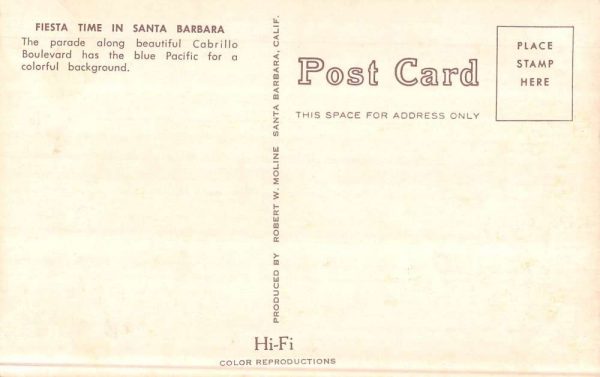 FIESTA TIME IN SANTA BARBARA
The parade along beautiful Cabrillo
Boulevard has the blue Pacific for a
colorful background.
PRODUCED BY ROBERT W. MOLINE SANTA BARBARA, CALIF.
Post Card
THIS SPACE FOR ADDRESS ONLY
PLACE
STAMP
HERE
Hi-Fi
COLOR REPRODUCTIONS